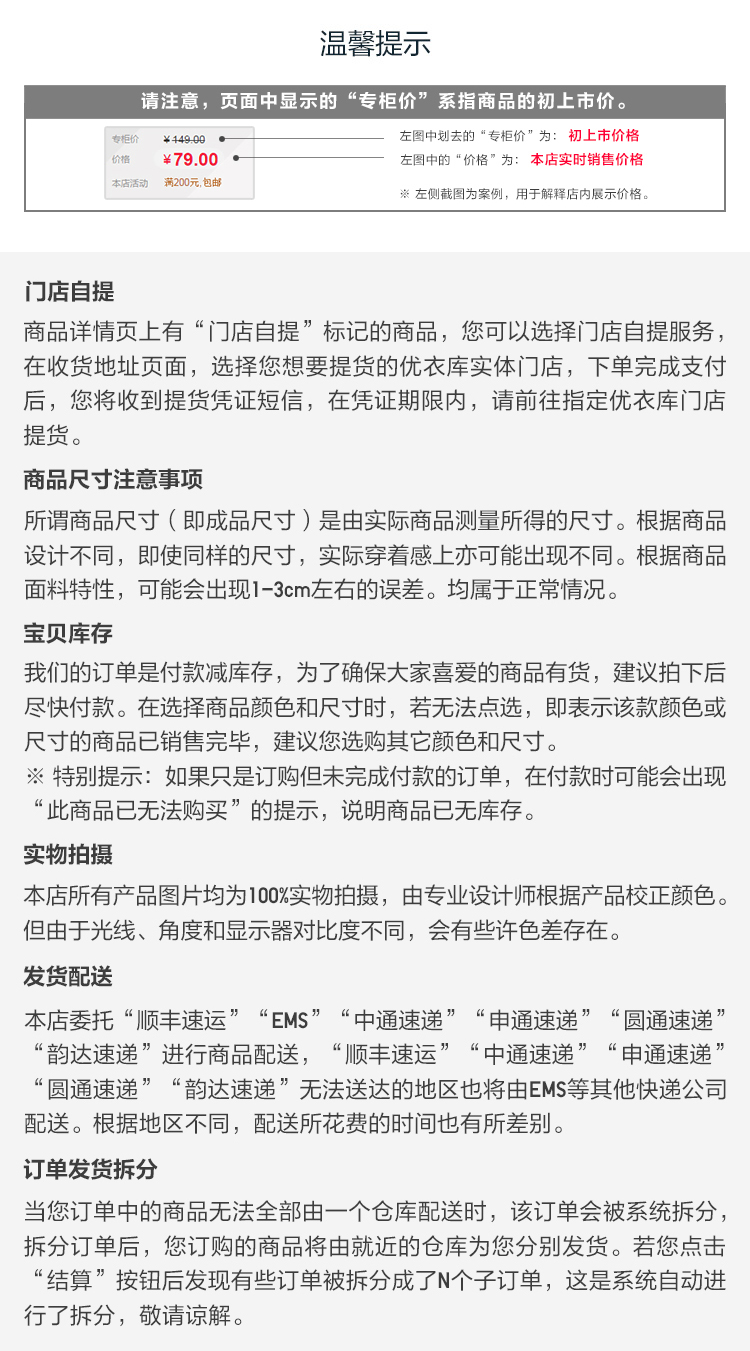 温馨提示
请注意，页面中显示的“专柜价”系指商品的初上市价。
专柜价 ¥149.00
价格 ¥79.00
本店活动 满200元,包邮
左图中划去的“专柜价”为：初上市价格
左图中的“价格”为：本店实时销售价格
※ 左侧截图为案例，用于解释店内展示价格。
门店自提
商品详情页上有“门店自提”标记的商品，您可以选择门店自提服务，
在收货地址页面，选择您想要提货的优衣库实体门店，下单完成支付
后，您将收到提货凭证短信，在凭证期限内，请前往指定优衣库门店
提货。
商品尺寸注意事项
所谓商品尺寸（即成品尺寸）是由实际商品测量所得的尺寸。根据商品
设计不同，即使同样的尺寸，实际穿着感上亦可能出现不同。根据商品
面料特性，可能会出现1-3cm左右的误差。均属于正常情况。
宝贝库存
我们的订单是付款减库存，为了确保大家喜爱的商品有货，建议拍下后
尽快付款。在选择商品颜色和尺寸时，若无法点选，即表示该款颜色或
尺寸的商品已销售完毕，建议您选购其它颜色和尺寸。
※ 特别提示：如果只是订购但未完成付款的订单，在付款时可能会出现
“此商品已无法购买”的提示，说明商品已无库存。
实物拍摄
本店所有产品图片均为100%实物拍摄，由专业设计师根据产品校正颜色。
但由于光线、角度和显示器对比度不同，会有些许色差存在。
发货配送
本店委托“顺丰速运”“EMS”“中通速递”“申通速递”“圆通速递”
“韵达速递”进行商品配送，“顺丰速运”“中通速递”“申通速递”
“圆通速递”“韵达速递”无法送达的地区也将由EMS等其他快递公司
配送。根据地区不同，配送所花费的时间也有所差别。
订单发货拆分
当您订单中的商品无法全部由一个仓库配送时，该订单会被系统拆分，
拆分订单后，您订购的商品将由就近的仓库为您分别发货。若您点击
“结算”按钮后发现有些订单被拆分成了N个子订单，这是系统自动进
行了拆分，敬请谅解。